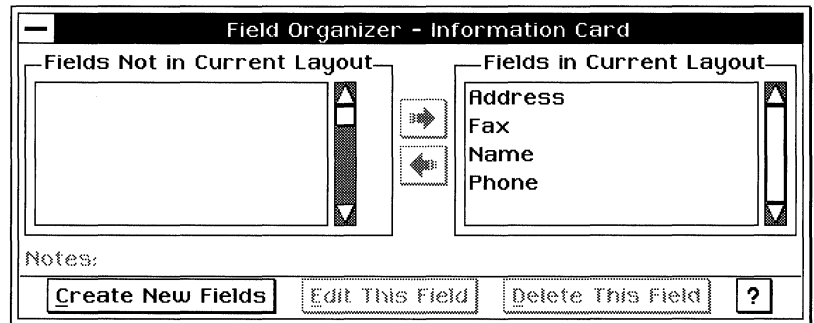 Field Organizer - Information Card
Fields Not in Current Layout
Fields in Current Layout
Address
Fax
Name
Phone
Notes:
Create New Fields
Edit This Field
Delete This Field
?